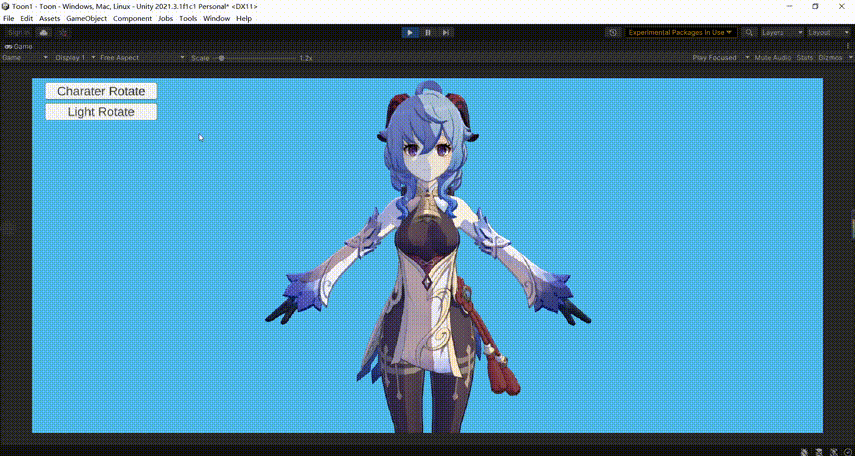 Toon1 - Toon - Windows, Mac, Linux - Unity 2021.3.1f1c1 Personal* <DX11>
File Edit Assets GameObject Component Jobs Tools Window Help
Sign in Experimental Packages In Use Layers Layout
Game
Game Display 1 Free Aspect Scale 1.2x Play Focused Mute Audio Stats Gizmos
Charater Rotate
Light Rotate